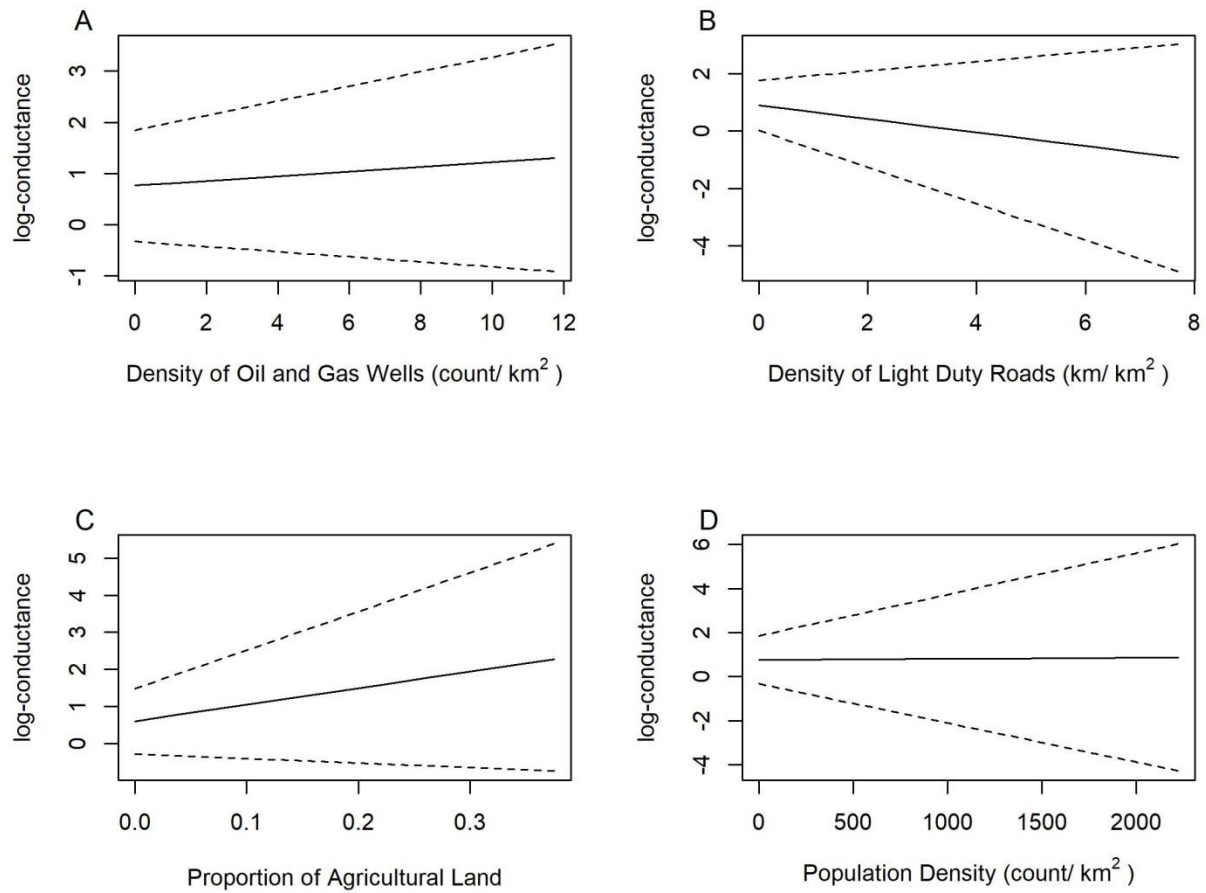 A
log-conductance
3
2
1
0
-1
0 2 4 6 8 10 12
Density of Oil and Gas Wells (count/ km²)
B
log-conductance
2
0
-2
-4
0 2 4 6 8
Density of Light Duty Roads (km/ km²)
C
log-conductance
5
4
3
2
1
0
0.0 0.1 0.2 0.3
Proportion of Agricultural Land
D
log-conductance
6
4
2
0
-2
-4
0 500 1000 1500 2000
Population Density (count/ km²)